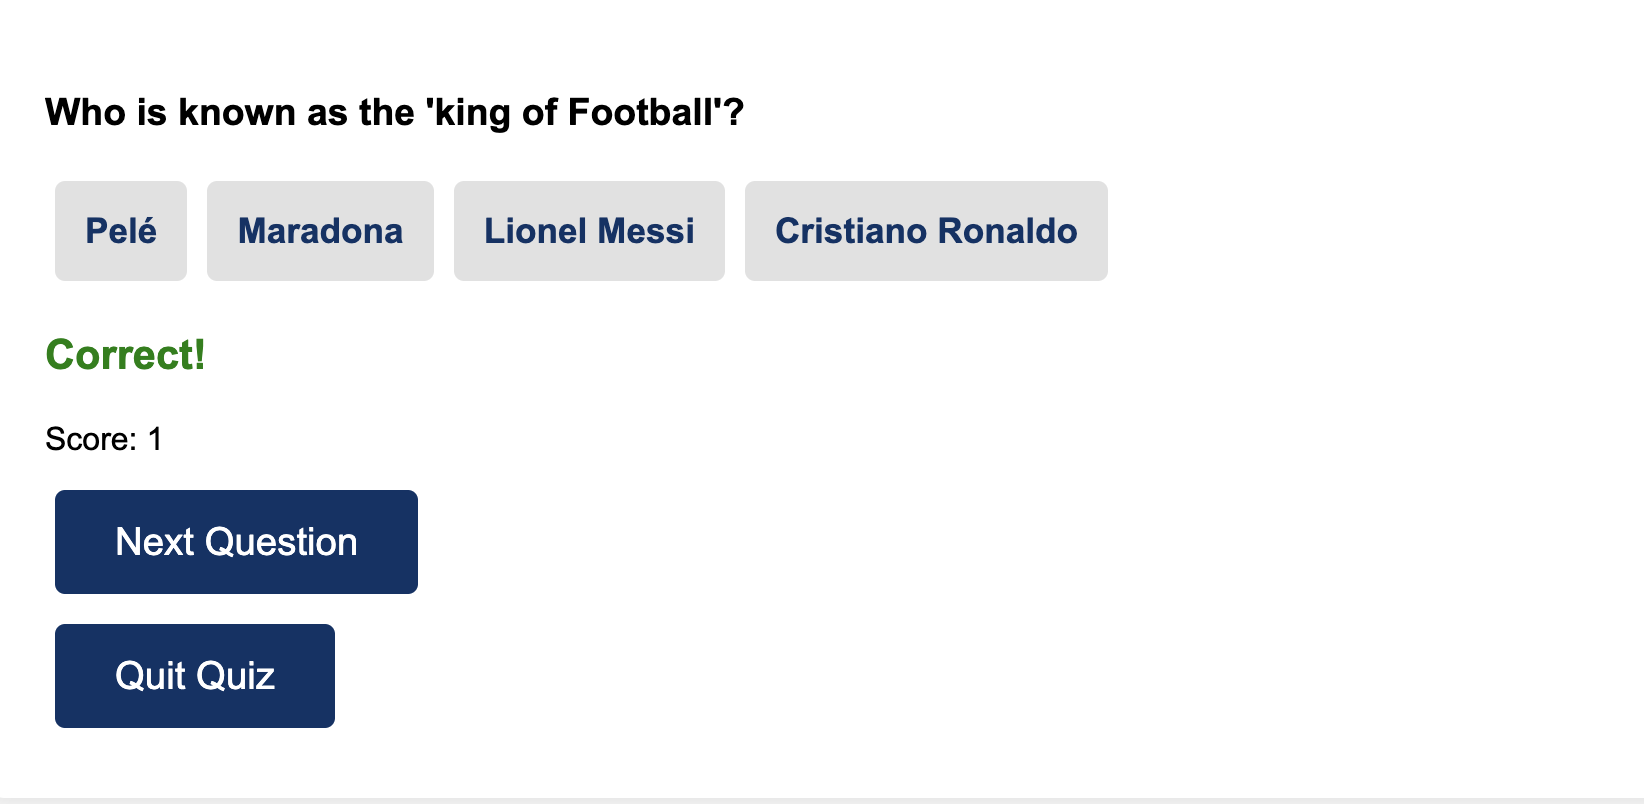 Who is known as the 'king of Football'?
Pelé Maradona Lionel Messi Cristiano Ronaldo
Correct!
Score: 1
Next Question
Quit Quiz